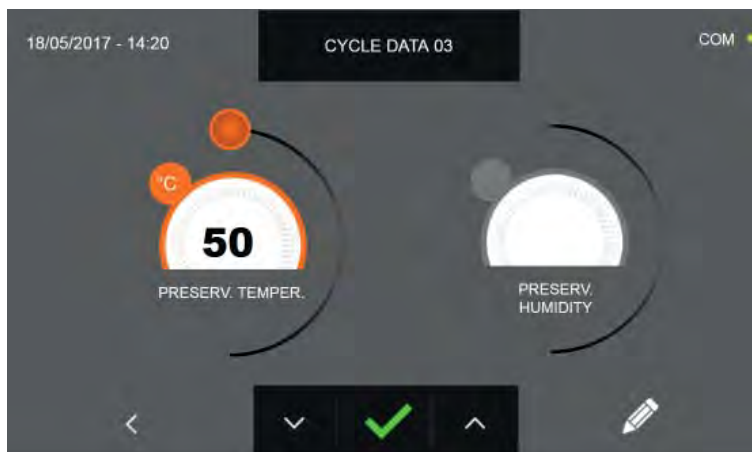 18/05/2017 - 14:20
CYCLE DATA 03
COM
°C
50
PRESERV. TEMPER.
PRESERV.
HUMIDITY